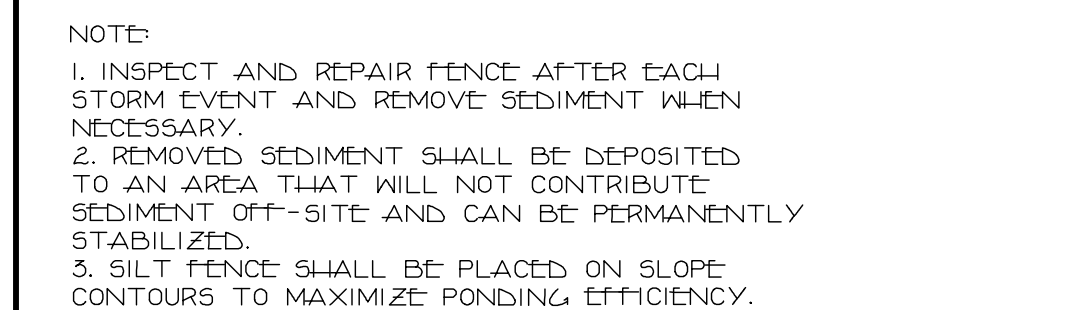 NOTE:
1. INSPECT AND REPAIR FENCE AFTER EACH
STORM EVENT AND REMOVE SEDIMENT WHEN
NECESSARY.
2. REMOVED SEDIMENT SHALL BE DEPOSITED
TO AN AREA THAT WILL NOT CONTRIBUTE
SEDIMENT OFF-SITE AND CAN BE PERMANENTLY
STABILIZED.
3. SILT FENCE SHALL BE PLACED ON SLOPE
CONTOURS TO MAXIMIZE PONDING EFFICIENCY.